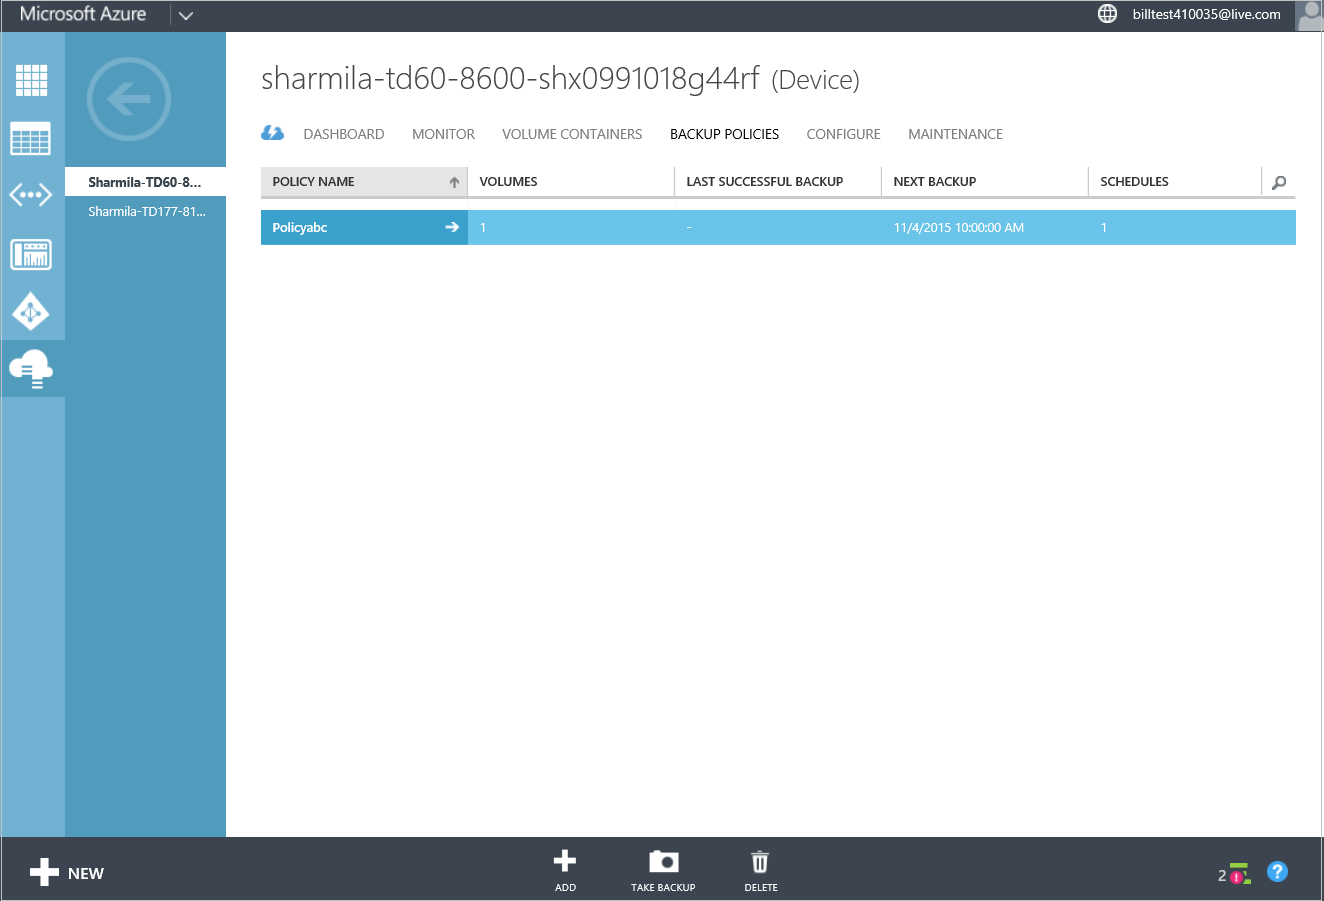 Microsoft Azure
billtest410035@live.com
sharmila-td60-8600-shx0991018g44rf (Device)
DASHBOARD MONITOR VOLUME CONTAINERS BACKUP POLICIES CONFIGURE MAINTENANCE
Sharmila-TD60-8...
Sharmila-TD177-81...
POLICY NAME VOLUMES LAST SUCCESSFUL BACKUP NEXT BACKUP SCHEDULES
Policyabc 1 - 11/4/2015 10:00:00 AM 1
NEW
ADD
TAKE BACKUP
DELETE
2 ! ?